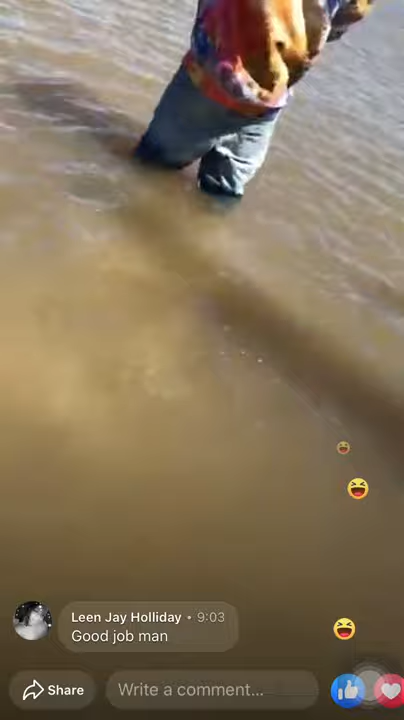 Leen Jay Holliday • 9:03
Good job man
Share
Write a comment...